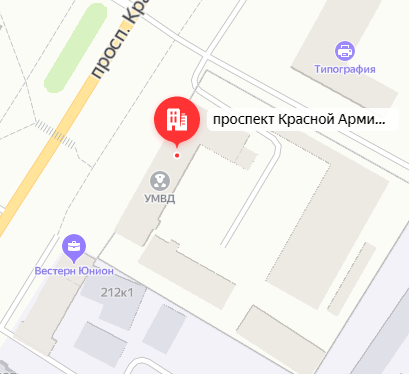 просп. Кра
Типография
проспект Красной Арми...
УМВД
Вестерн Юнион
212к1